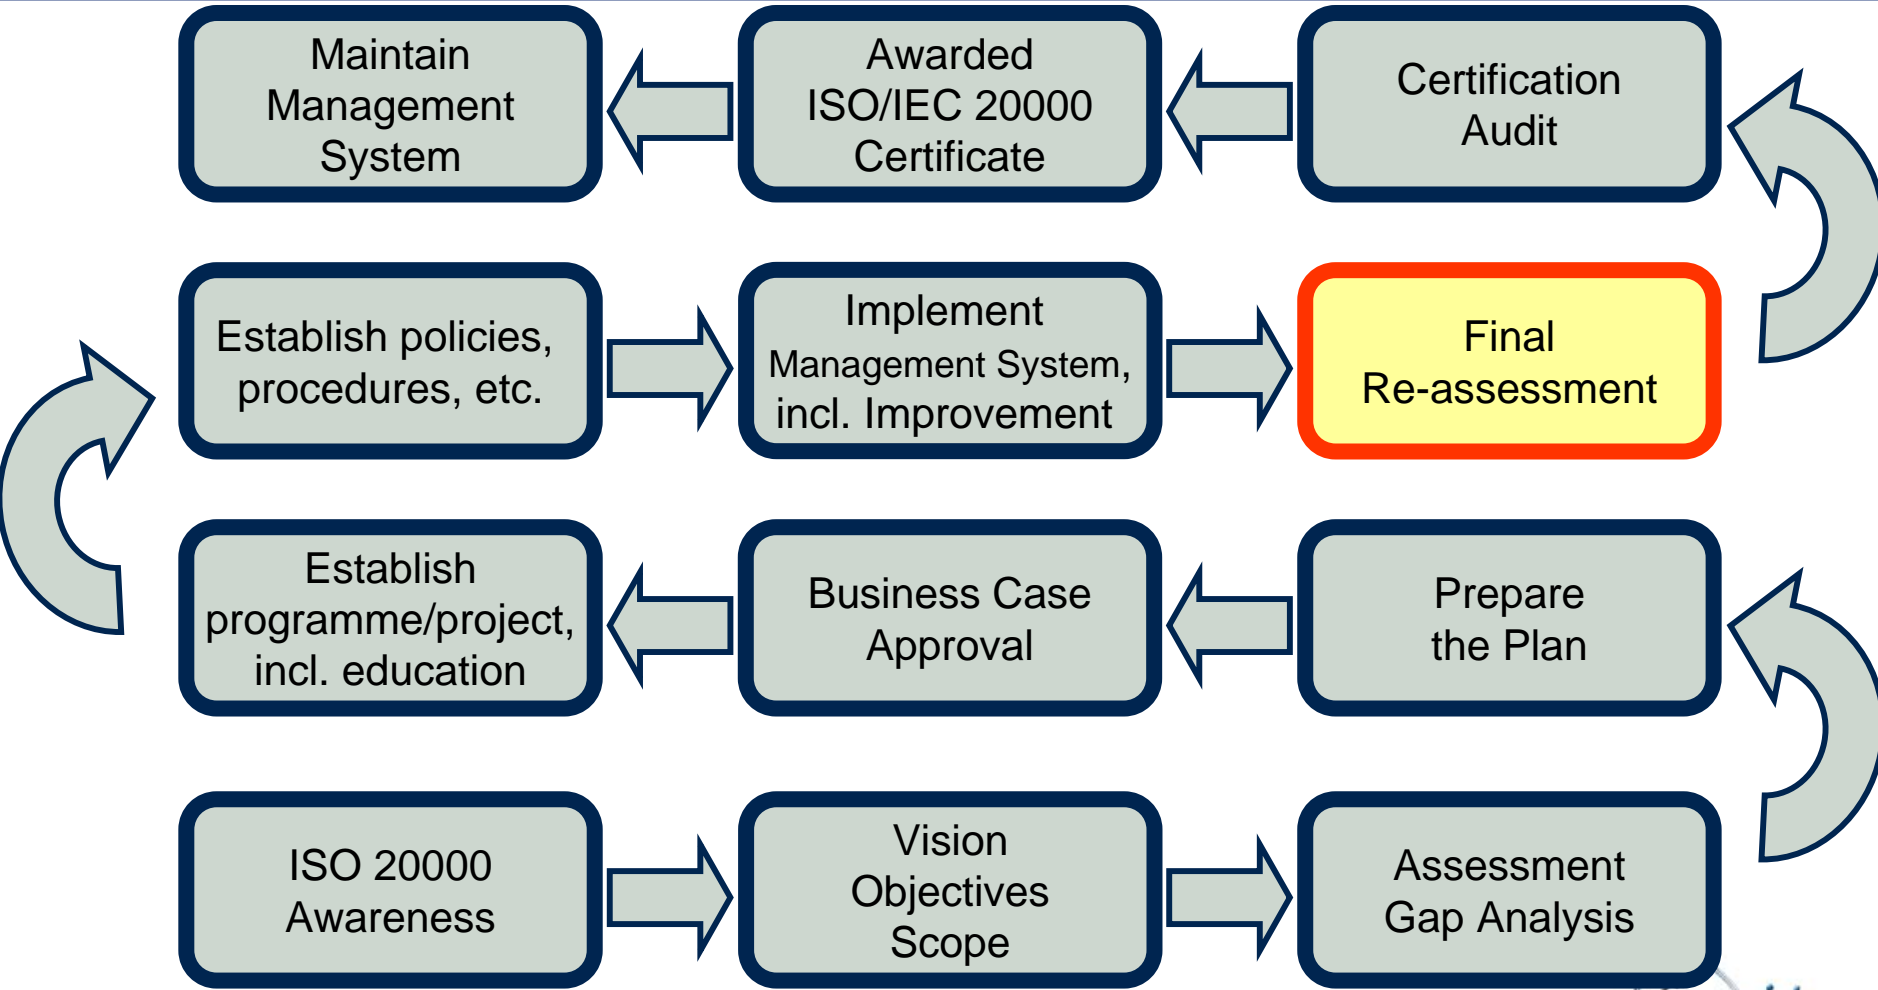 Maintain
Management
System
Awarded
ISO/IEC 20000
Certificate
Certification
Audit
Establish policies,
procedures, etc.
Implement
Management System,
incl. Improvement
Final
Re-assessment
Establish
programme/project,
incl. education
Business Case
Approval
Prepare
the Plan
ISO 20000
Awareness
Vision
Objectives
Scope
Assessment
Gap Analysis